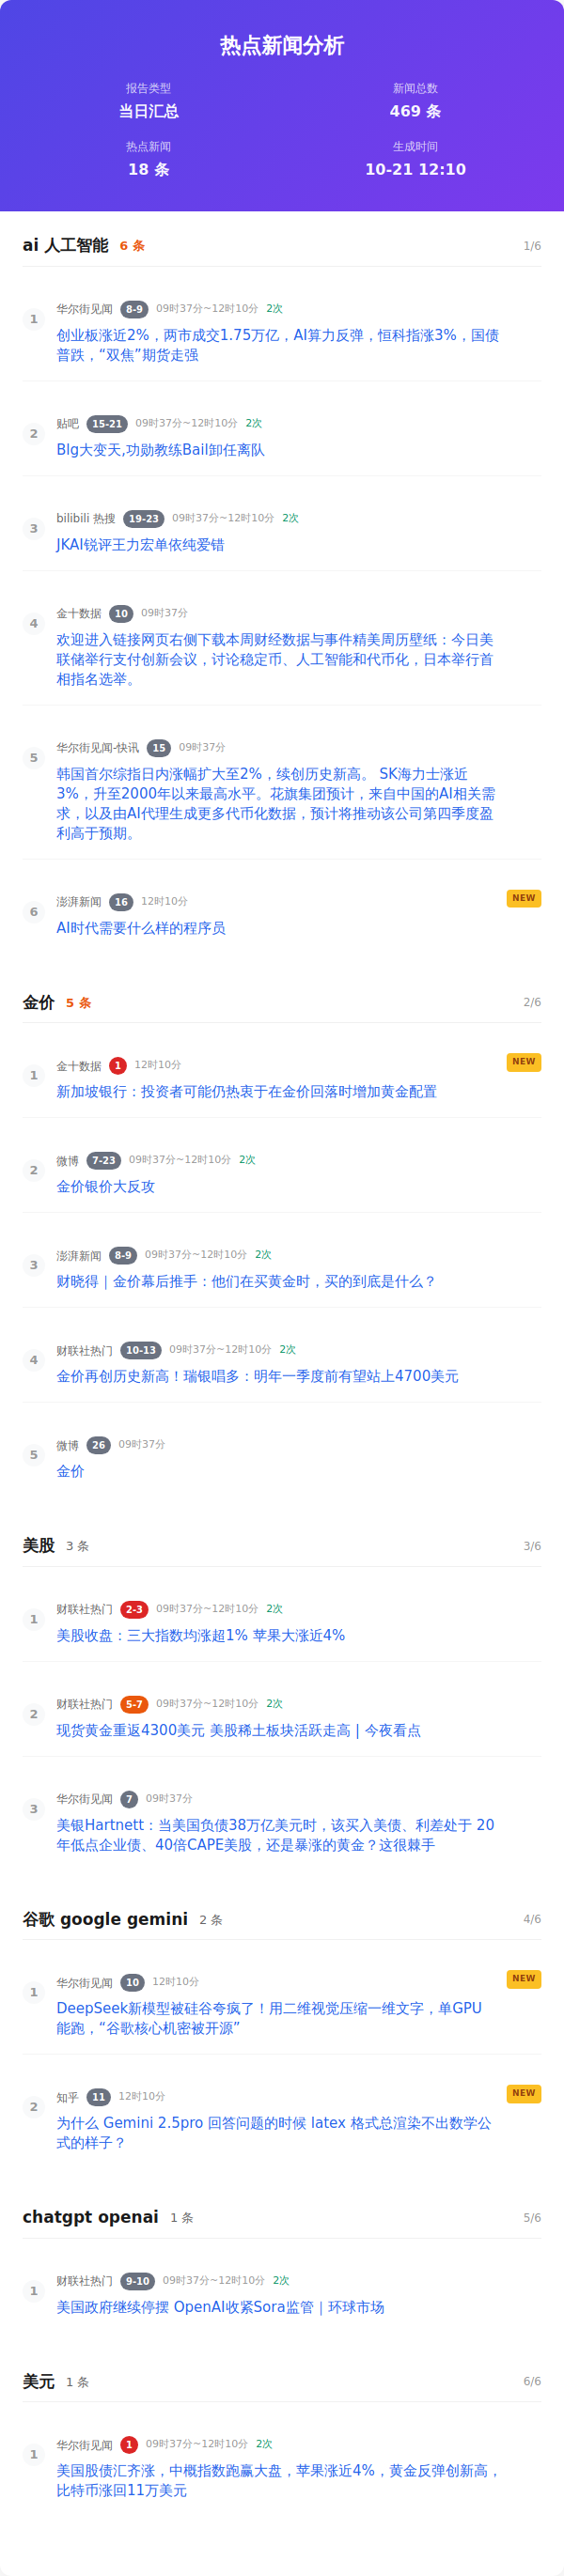 热点新闻分析
报告类型
当日汇总
新闻总数
469 条
热点新闻
18 条
生成时间
10-21 12:10
ai 人工智能 6 条 1/6
1 华尔街见闻 8-9 09时37分~12时10分 2次
创业板涨近2%，两市成交1.75万亿，AI算力反弹，恒科指涨3%，国债
普跌，“双焦”期货走强
2 贴吧 15-21 09时37分~12时10分 2次
Blg大变天,功勋教练Bail卸任离队
3 bilibili 热搜 19-23 09时37分~12时10分 2次
JKAI锐评王力宏单依纯爱错
4 金十数据 10 09时37分
欢迎进入链接网页右侧下载本周财经数据与事件精美周历壁纸：今日美
联储举行支付创新会议，讨论稳定币、人工智能和代币化，日本举行首
相指名选举。
5 华尔街见闻-快讯 15 09时37分
韩国首尔综指日内涨幅扩大至2%，续创历史新高。 SK海力士涨近
3%，升至2000年以来最高水平。花旗集团预计，来自中国的AI相关需
求，以及由AI代理生成更多代币化数据，预计将推动该公司第四季度盈
利高于预期。
6 澎湃新闻 16 12时10分 NEW
AI时代需要什么样的程序员
金价 5 条 2/6
1 金十数据 1 12时10分 NEW
新加坡银行：投资者可能仍热衷于在金价回落时增加黄金配置
2 微博 7-23 09时37分~12时10分 2次
金价银价大反攻
3 澎湃新闻 8-9 09时37分~12时10分 2次
财晓得｜金价幕后推手：他们在买黄金时，买的到底是什么？
4 财联社热门 10-13 09时37分~12时10分 2次
金价再创历史新高！瑞银唱多：明年一季度前有望站上4700美元
5 微博 26 09时37分
金价
美股 3 条 3/6
1 财联社热门 2-3 09时37分~12时10分 2次
美股收盘：三大指数均涨超1% 苹果大涨近4%
2 财联社热门 5-7 09时37分~12时10分 2次
现货黄金重返4300美元 美股稀土板块活跃走高 | 今夜看点
3 华尔街见闻 7 09时37分
美银Hartnett：当美国负债38万亿美元时，该买入美债、利差处于 20
年低点企业债、40倍CAPE美股，还是暴涨的黄金？这很棘手
谷歌 google gemini 2 条 4/6
1 华尔街见闻 10 12时10分 NEW
DeepSeek新模型被硅谷夸疯了！用二维视觉压缩一维文字，单GPU
能跑，“谷歌核心机密被开源”
2 知乎 11 12时10分 NEW
为什么 Gemini 2.5pro 回答问题的时候 latex 格式总渲染不出数学公
式的样子？
chatgpt openai 1 条 5/6
1 财联社热门 9-10 09时37分~12时10分 2次
美国政府继续停摆 OpenAI收紧Sora监管｜环球市场
美元 1 条 6/6
1 华尔街见闻 1 09时37分~12时10分 2次
美国股债汇齐涨，中概指数跑赢大盘，苹果涨近4%，黄金反弹创新高，
比特币涨回11万美元